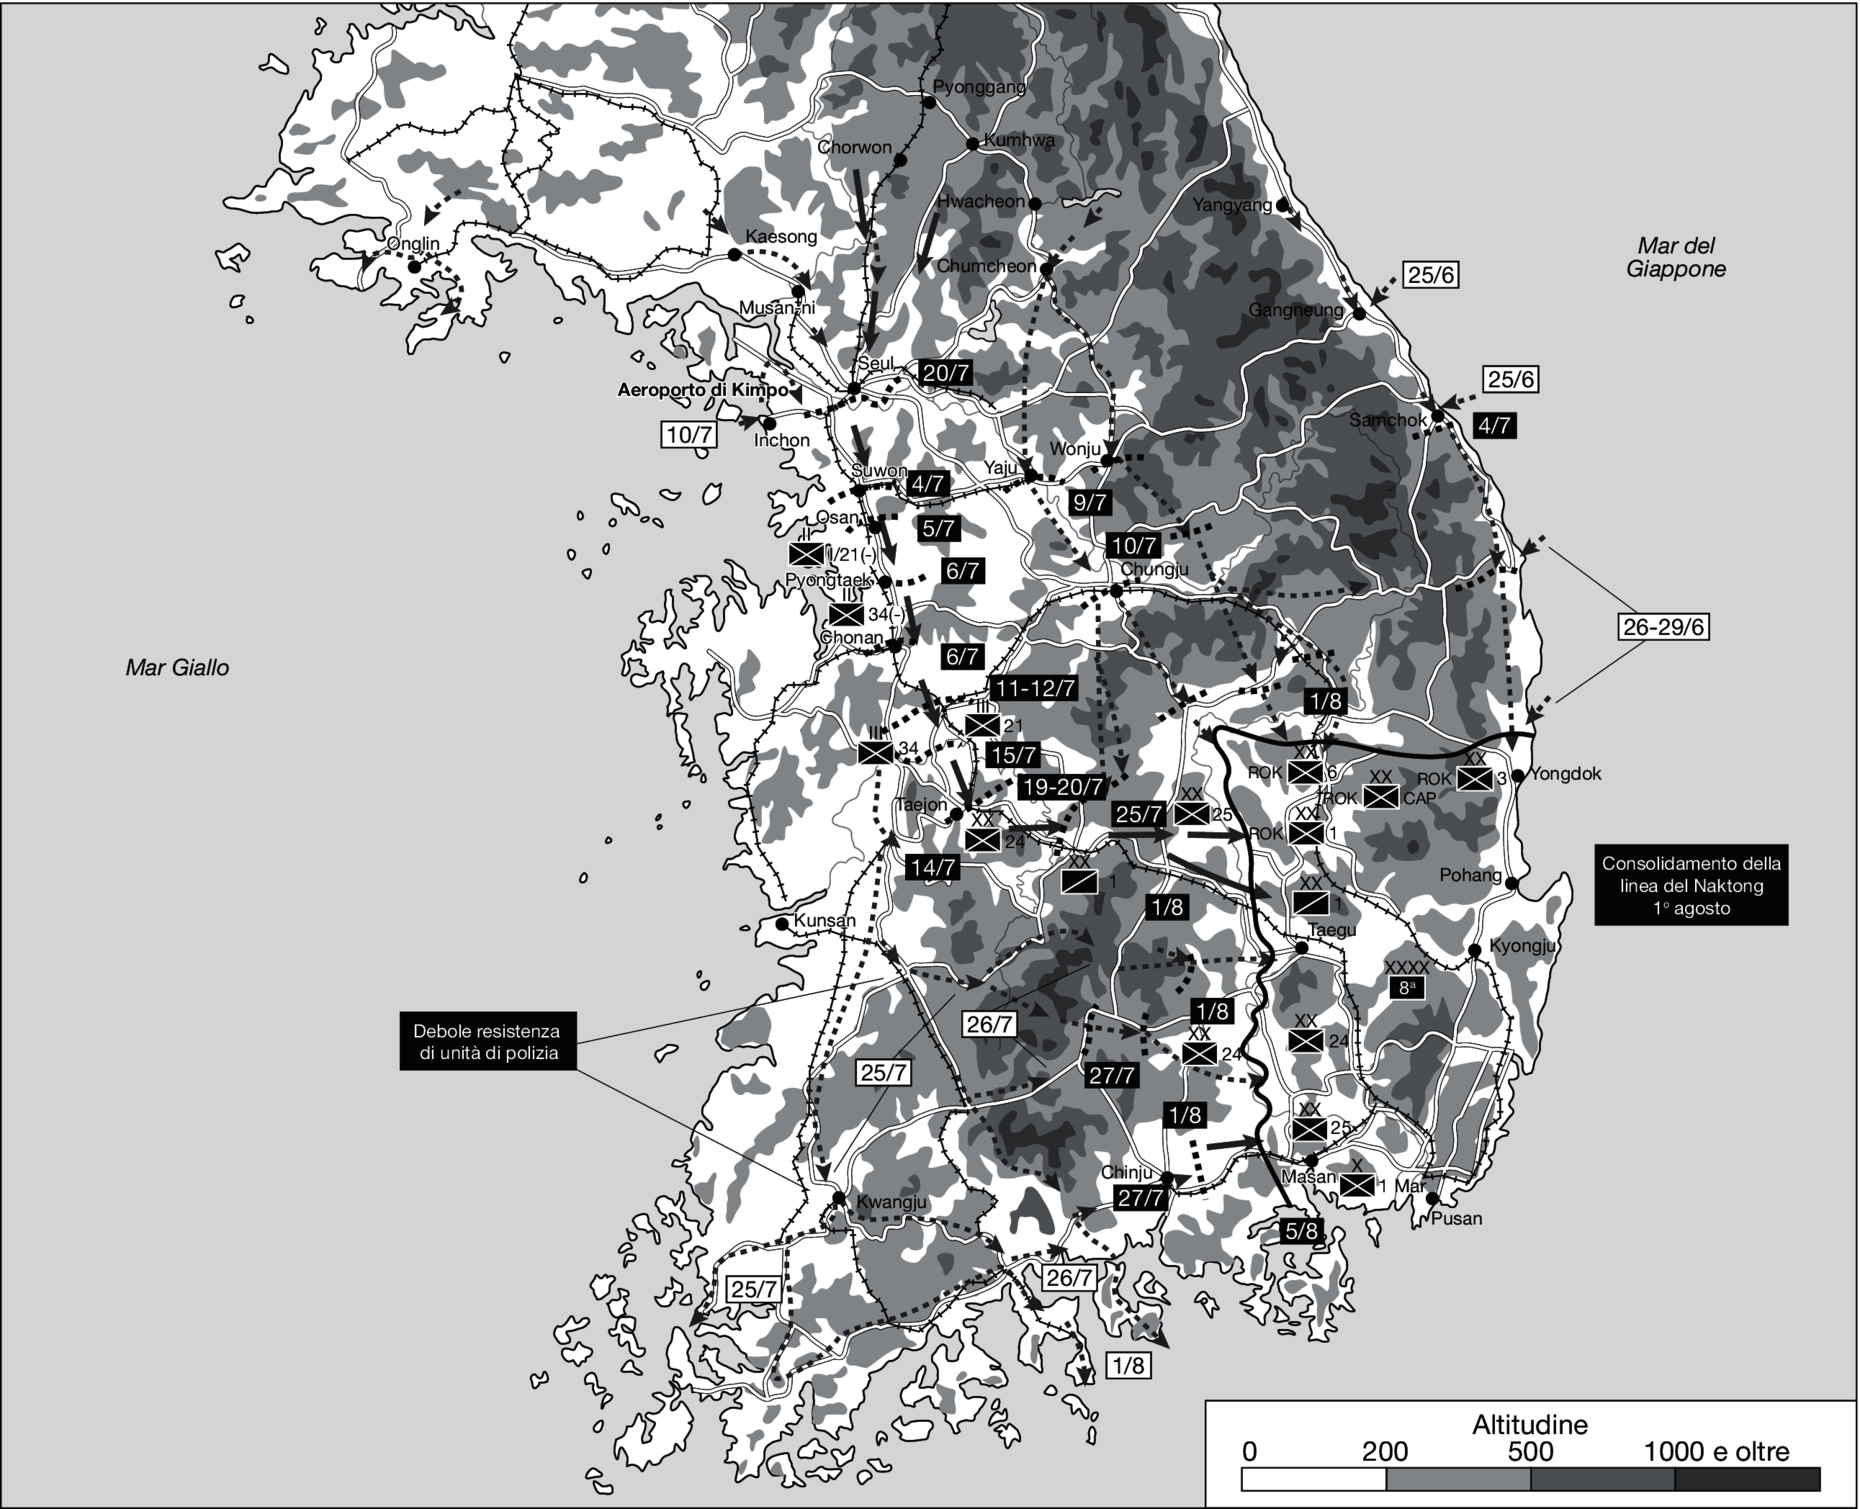 Pyonggang
Chorwon
Kumhwa
Hwacheon
Yangyang
Onglin
Kaesong
Mar del
Giappone
Chumcheon
25/6
Musan-ni
Gangneung
Seul
20/7
Aeroporto di Kimpo
25/6
Samchok
4/7
10/7
Inchon
Wonju
Suwon
Yaju
4/7
9/7
Osan
5/7
II
I/21(-)
10/7
Pyongtaek
6/7
Chungju
II
34(-)
26-29/6
Chonan
6/7
Mar Giallo
11-12/7
1/8
III
21
III
34
15/7
XX
ROK
6
XX
ROK
CAP
XX
ROK
3
Yongdok
19-20/7
Taejon
XX
24
25/7
XX
25
XX
ROK
1
14/7
XX
1
Consolidamento della
linea del Naktong
1° agosto
Pohang
1/8
XX
1
Kunsan
Taegu
Kyongju
XXXX
8ª
26/7
1/8
Debole resistenza
di unità di polizia
XX
24
XX
24
25/7
27/7
1/8
XX
25
Chinju
27/7
Masan
X
1 Mar
Kwangju
Pusan
5/8
25/7
26/7
1/8
Altitudine
0 200 500 1000 e oltre